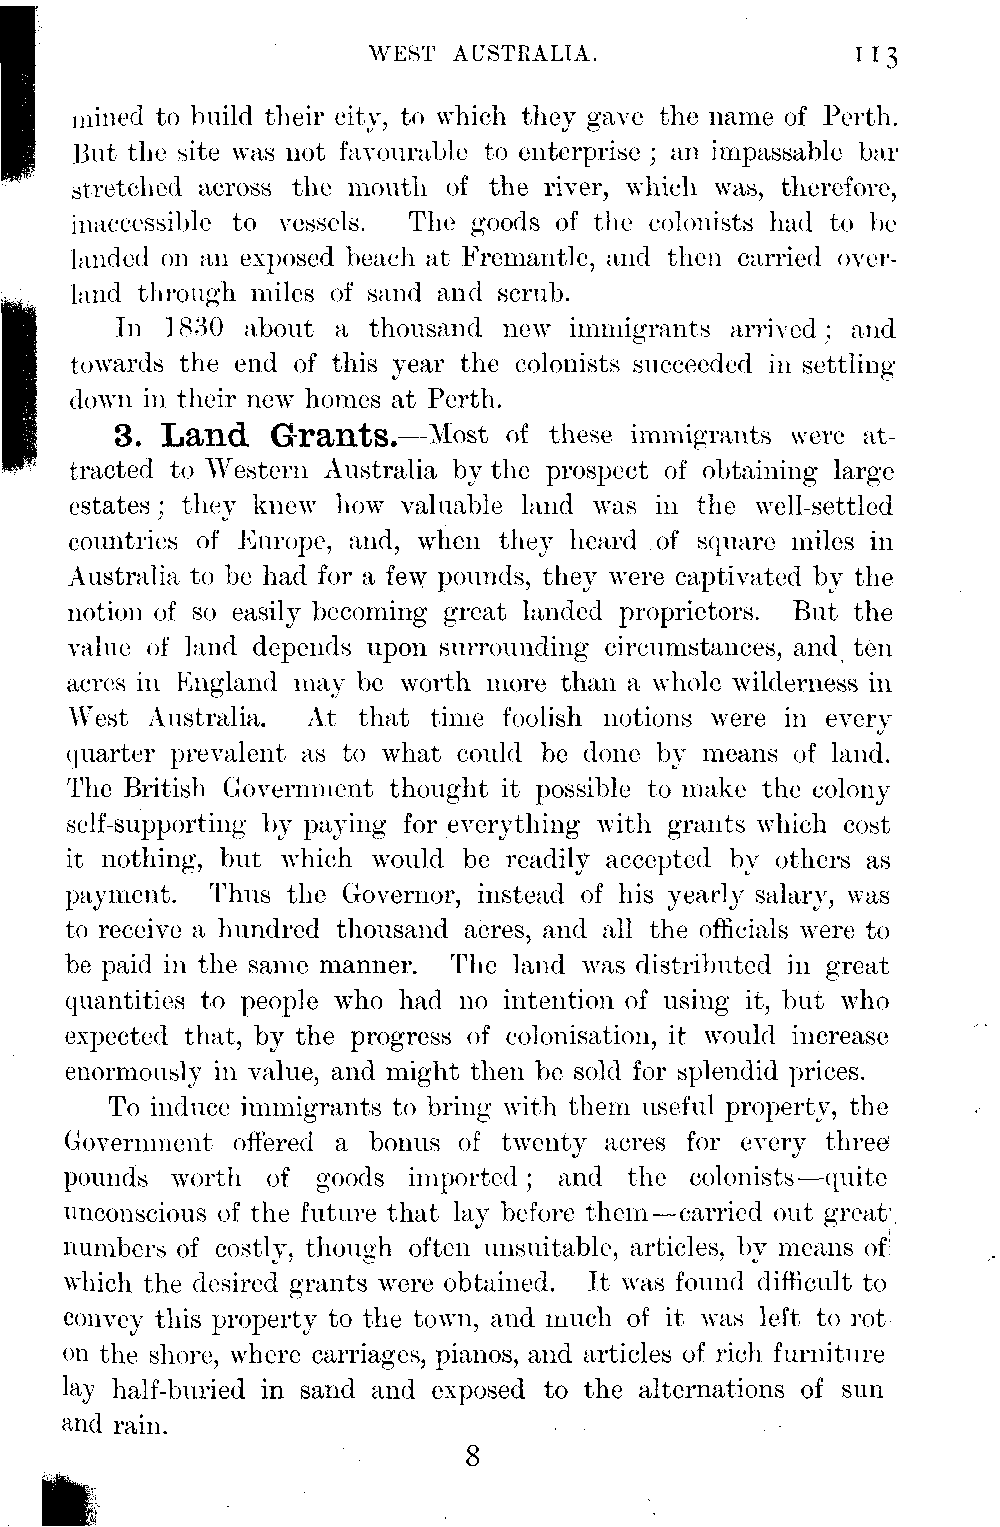 WEST AUSTRALIA. 113
mined to build their city, to which they gave the name of Perth.
But the site was not favourable to enterprise; an impassable bar
stretched across the mouth of the river, which was, therefore,
inaccessible to vessels. The goods of the colonists had to be
landed on an exposed beach at Fremantle, and then carried over-
land through miles of sand and scrub.
In 1830 about a thousand new immigrants arrived; and
towards the end of this year the colonists succeeded in settling
down in their new homes at Perth.
3. Land Grants.—Most of these immigrants were at-
tracted to Western Australia by the prospect of obtaining large
estates; they knew how valuable land was in the well-settled
countries of Europe, and, when they heard of square miles in
Australia to be had for a few pounds, they were captivated by the
notion of so easily becoming great landed proprietors. But the
value of land depends upon surrounding circumstances, and ten
acres in England may be worth more than a whole wilderness in
West Australia. At that time foolish notions were in every
quarter prevalent as to what could be done by means of land.
The British Government thought it possible to make the colony
self-supporting by paying for everything with grants which cost
it nothing, but which would be readily accepted by others as
payment. Thus the Governor, instead of his yearly salary, was
to receive a hundred thousand acres, and all the officials were to
be paid in the same manner. The land was distributed in great
quantities to people who had no intention of using it, but who
expected that, by the progress of colonisation, it would increase
enormously in value, and might then be sold for splendid prices.
To induce immigrants to bring with them useful property, the
Government offered a bonus of twenty acres for every three
pounds worth of goods imported; and the colonists—quite
unconscious of the future that lay before them—carried out great
numbers of costly, though often unsuitable, articles, by means of
which the desired grants were obtained. It was found difficult to
convey this property to the town, and much of it was left to rot
on the shore, where carriages, pianos, and articles of rich furniture
lay half-buried in sand and exposed to the alternations of sun
and rain.
8